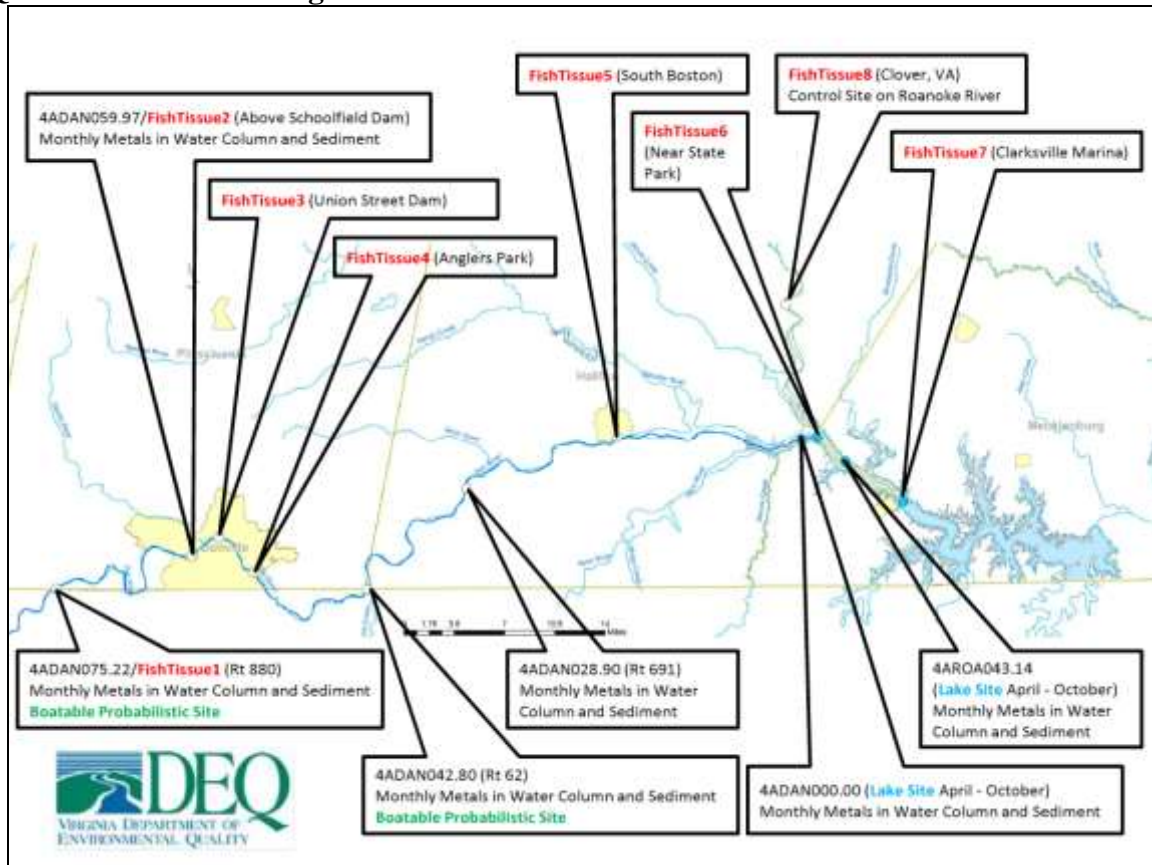 FishTissue5 (South Boston)
FishTissue8 (Clover, VA)
Control Site on Roanoke River
4ADAN059.97/FishTissue2 (Above Schoolfield Dam)
Monthly Metals in Water Column and Sediment
FishTissue6
(Near State
Park)
FishTissue7 (Clarksville Marina)
FishTissue3 (Union Street Dam)
FishTissue4 (Anglers Park)
Mecklenburg
14
Miles
4ADAN075.22/FishTissue1 (Rt 880)
Monthly Metals in Water Column and Sediment
Boatable Probabilistic Site
4ADAN028.90 (Rt 691)
Monthly Metals in Water
Column and Sediment
4AROA043.14
(Lake Site April - October)
Monthly Metals in Water
Column and Sediment
4ADAN042.80 (Rt 62)
Monthly Metals in Water Column and Sediment
Boatable Probabilistic Site
4ADAN000.00 (Lake Site April - October)
Monthly Metals in Water Column and Sediment
DEQ
VIRGINIA DEPARTMENT OF
ENVIRONMENTAL QUALITY